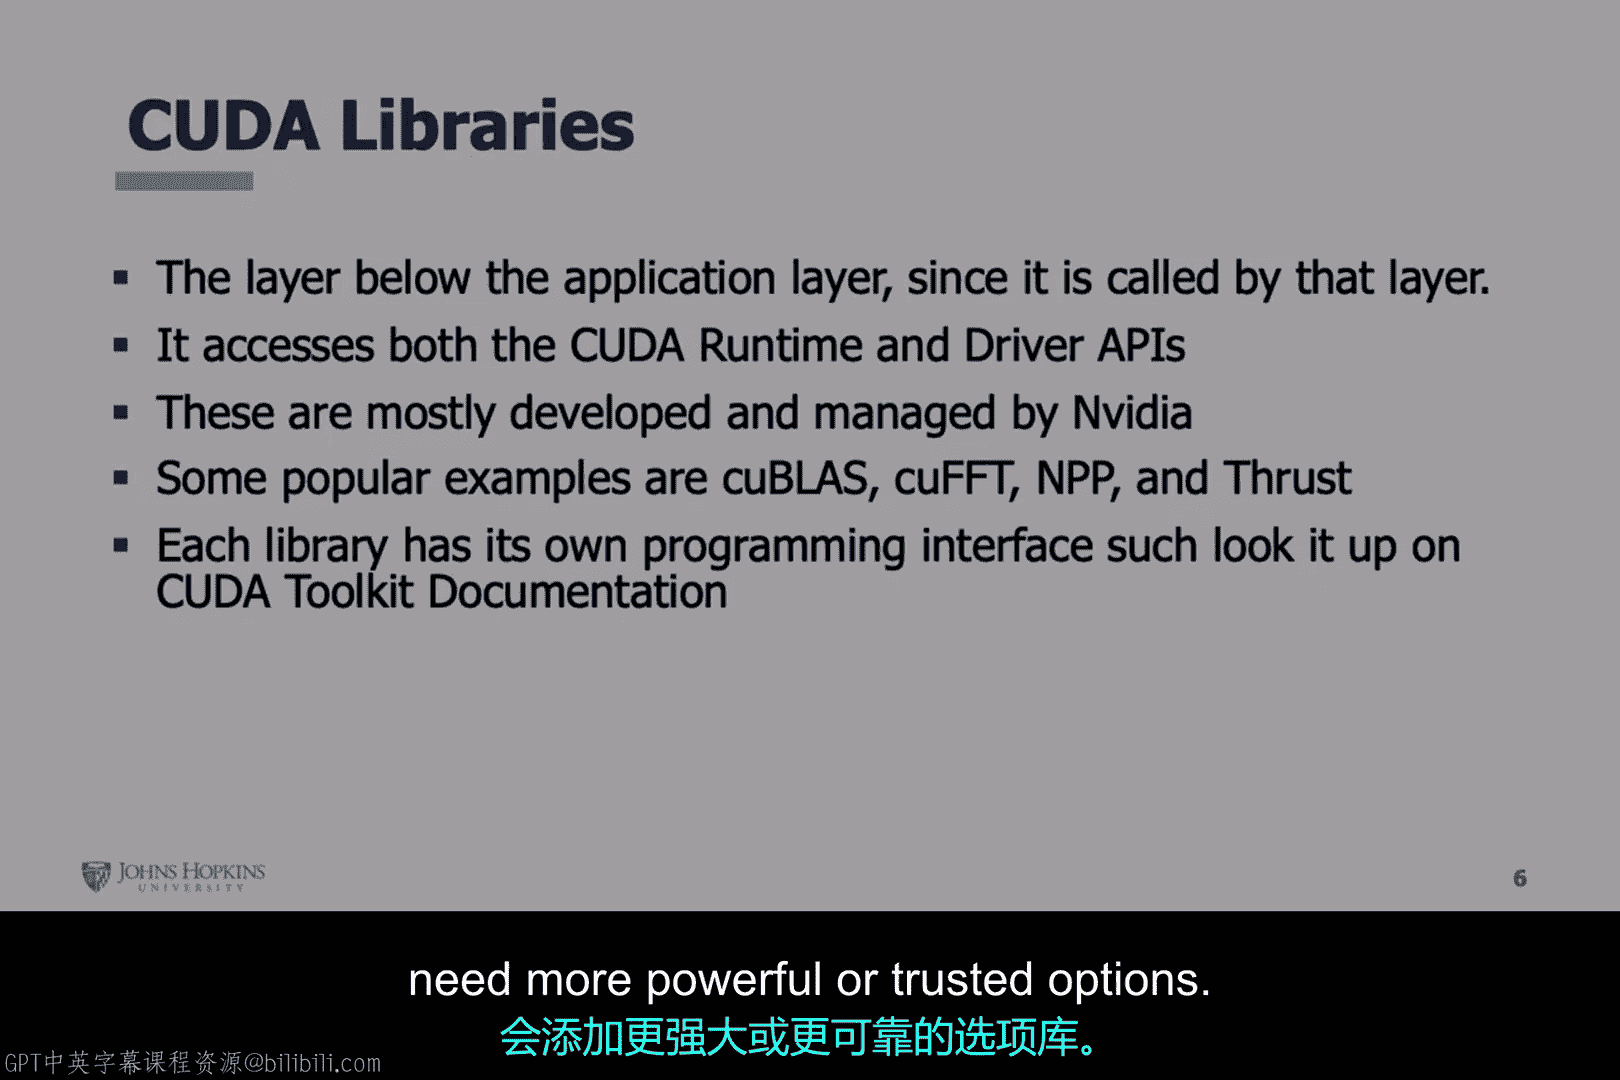 CUDA Libraries
▪ The layer below the application layer, since it is called by that layer.
▪ It accesses both the CUDA Runtime and Driver APIs
▪ These are mostly developed and managed by Nvidia
▪ Some popular examples are cuBLAS, cuFFT, NPP, and Thrust
▪ Each library has its own programming interface such look it up on
CUDA Toolkit Documentation
JOHNS HOPKINS
UNIVERSITY
6
need more powerful or trusted options.
会添加更强大或更可靠的选项库。
GPT中英字幕课程资源@bilibili.com